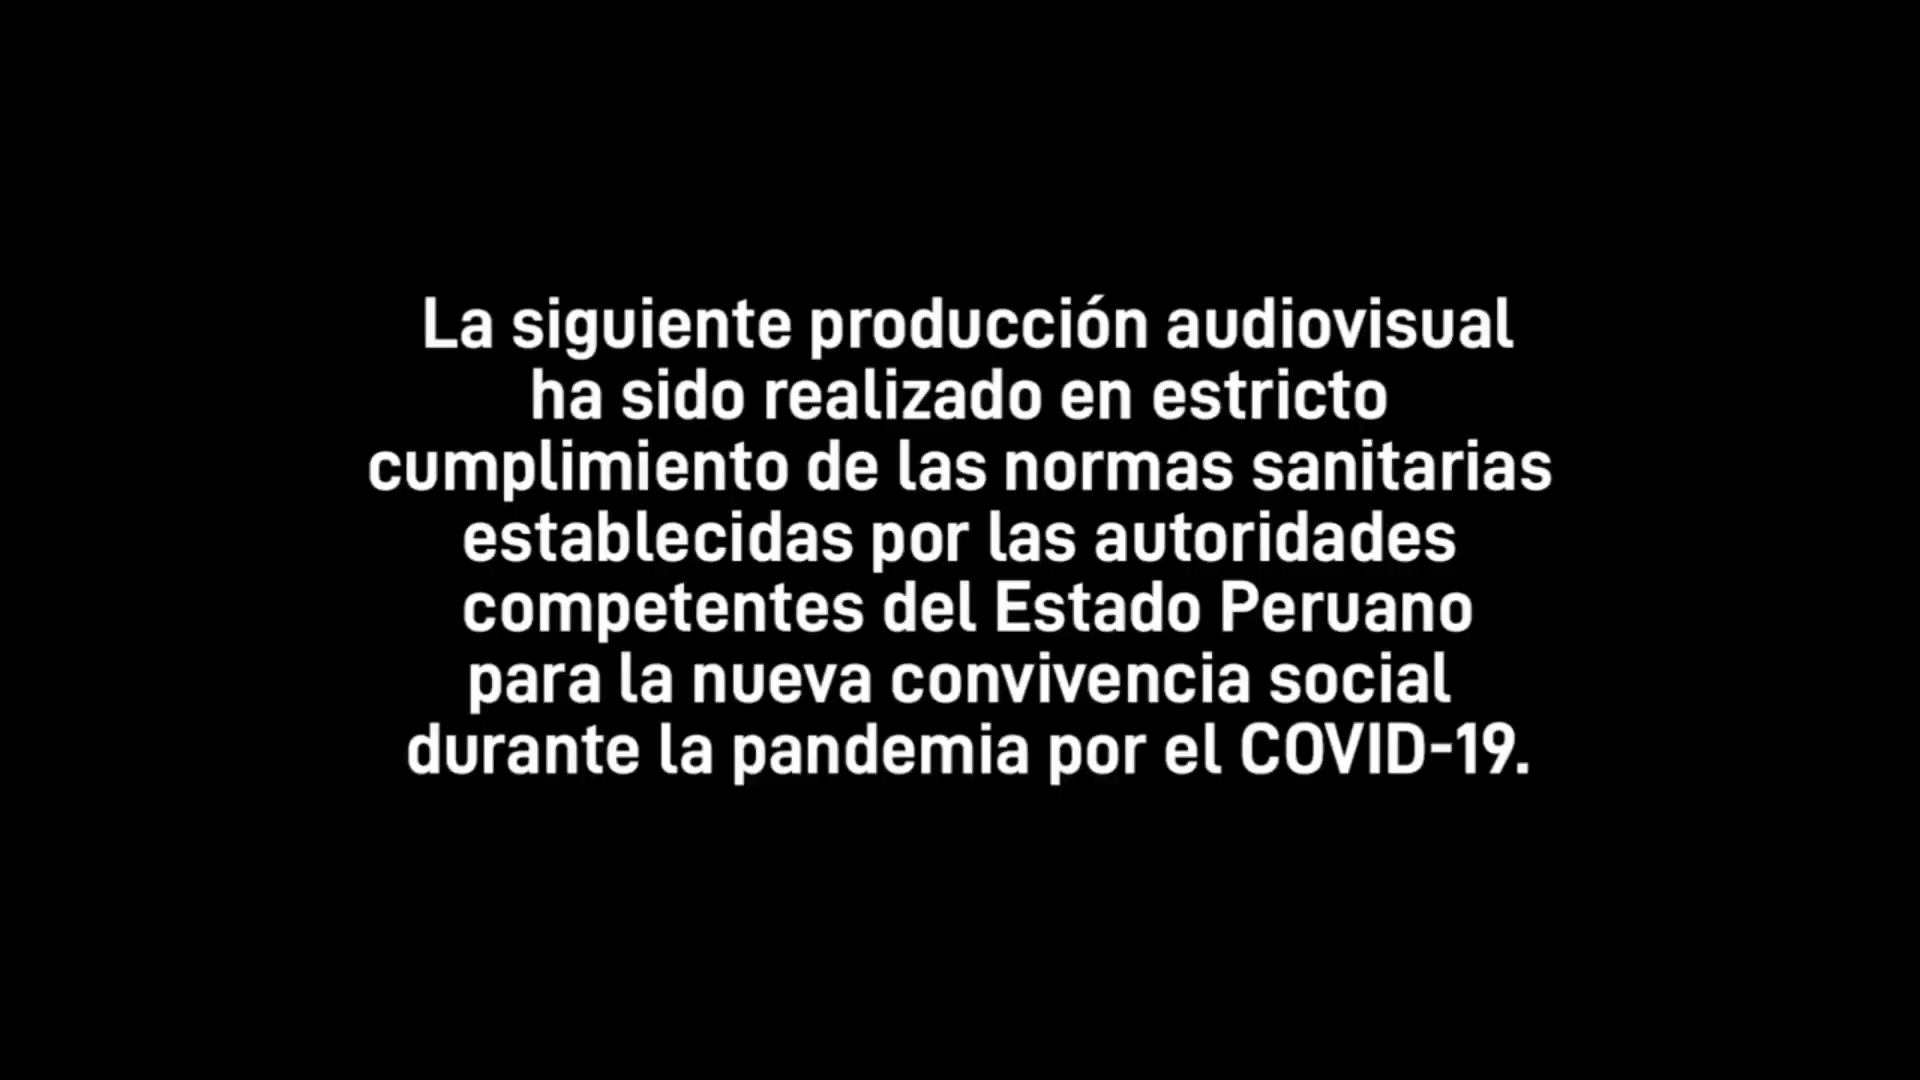 La siguiente producción audiovisual
ha sido realizado en estricto
cumplimiento de las normas sanitarias
establecidas por las autoridades
competentes del Estado Peruano
para la nueva convivencia social
durante la pandemia por el COVID-19.